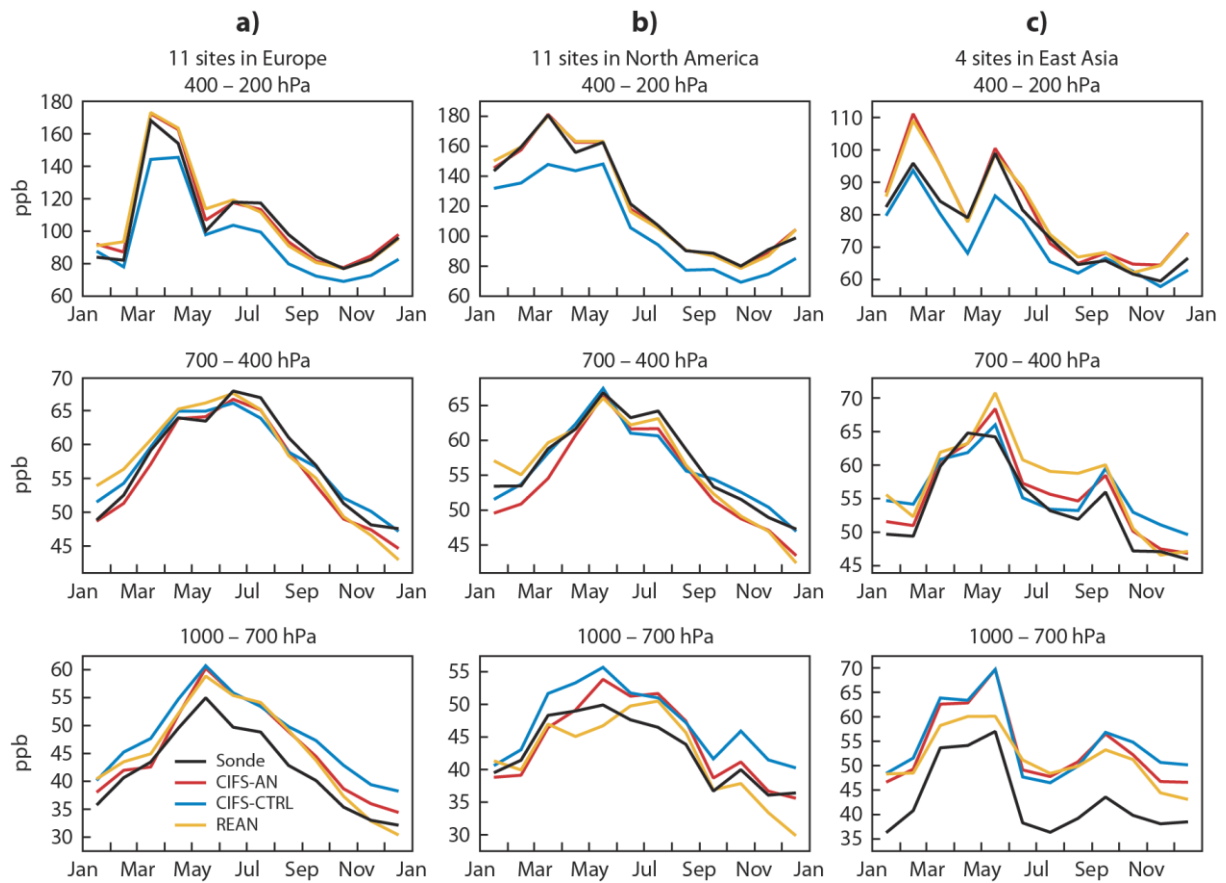 a)
b)
c)
11 sites in Europe
400 – 200 hPa
11 sites in North America
400 – 200 hPa
4 sites in East Asia
400 – 200 hPa
ppb
180
160
140
120
100
80
60
Jan Mar May Jul Sep Nov Jan
180
160
140
120
100
80
60
Jan Mar May Jul Sep Nov Jan
110
100
90
80
70
60
Jan Mar May Jul Sep Nov Jan
700 – 400 hPa
700 – 400 hPa
700 – 400 hPa
ppb
70
65
60
55
50
45
Jan Mar May Jul Sep Nov Jan
65
60
55
50
45
Jan Mar May Jul Sep Nov Jan
70
65
60
55
50
45
Jan Mar May Jul Sep Nov
1000 – 700 hPa
1000 – 700 hPa
1000 – 700 hPa
ppb
60
55
50
45
40
35
30
Sonde
CIFS-AN
CIFS-CTRL
REAN
Jan Mar May Jul Sep Nov Jan
55
50
45
40
35
30
Jan Mar May Jul Sep Nov Jan
70
65
60
55
50
45
40
35
Jan Mar May Jul Sep Nov